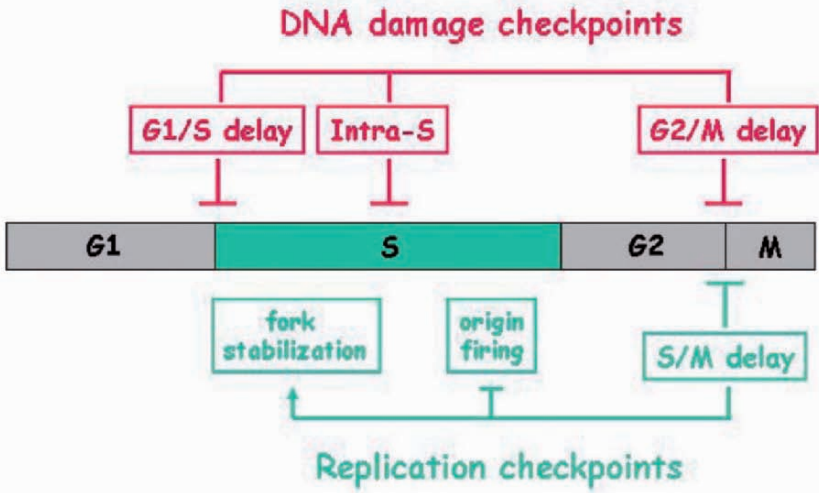 DNA damage checkpoints
G1/S delay
Intra-S
G2/M delay
G1
S
G2
M
fork
stabilization
origin
firing
S/M delay
Replication checkpoints